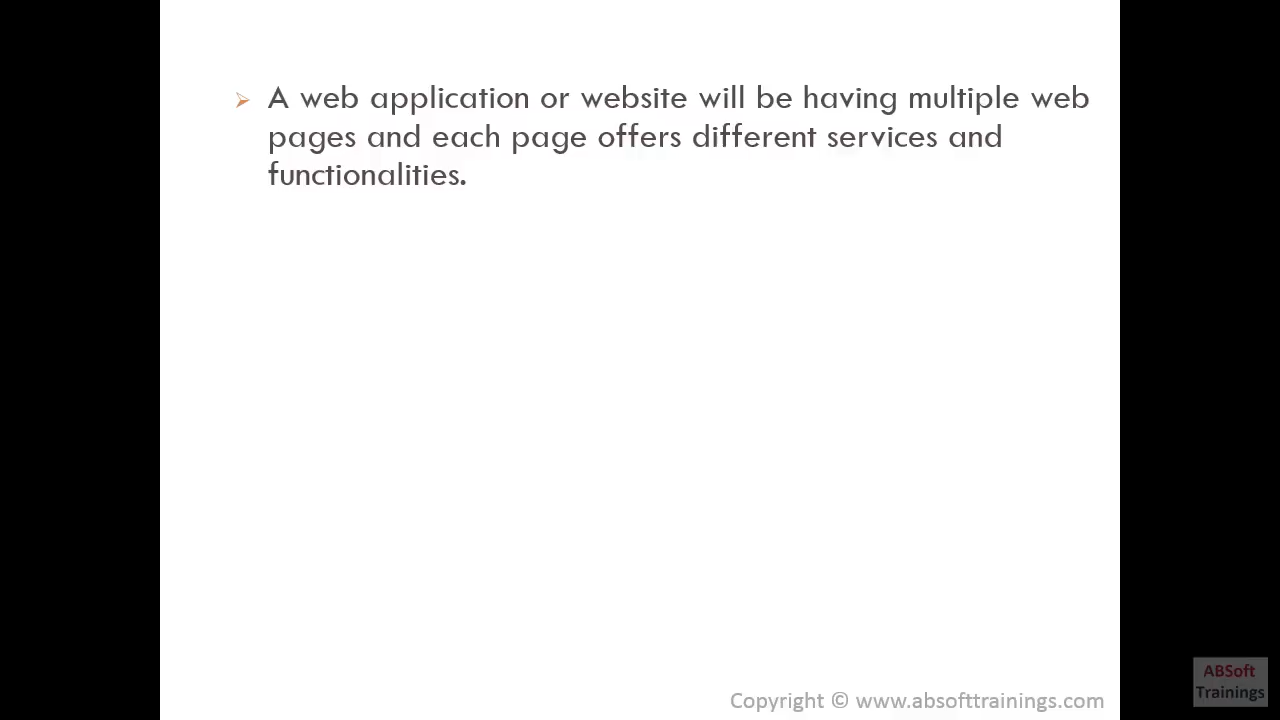 A web application or website will be having multiple web
pages and each page offers different services and
functionalities.
Copyright © www.absofttrainings.com
ABSoft
Trainings